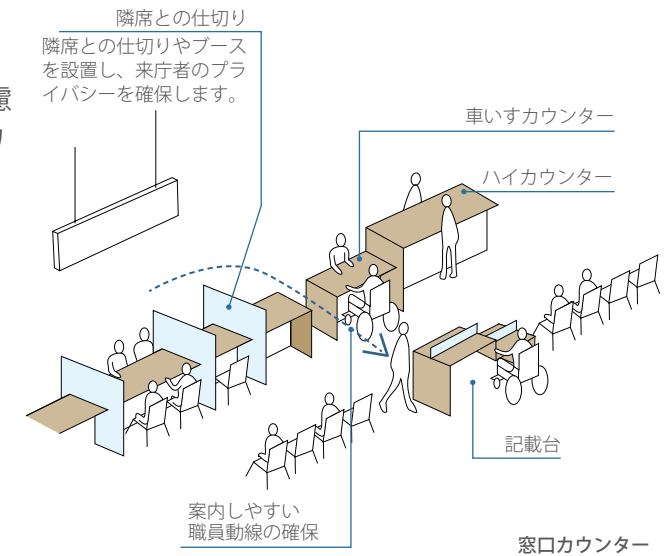 隣席との仕切り
隣席との仕切りやブース
を設置し、来庁者のプラ
イバシーを確保します。
慮
車いすカウンター
ハイカウンター
記載台
案内しやすい
職員動線の確保
窓口カウンター